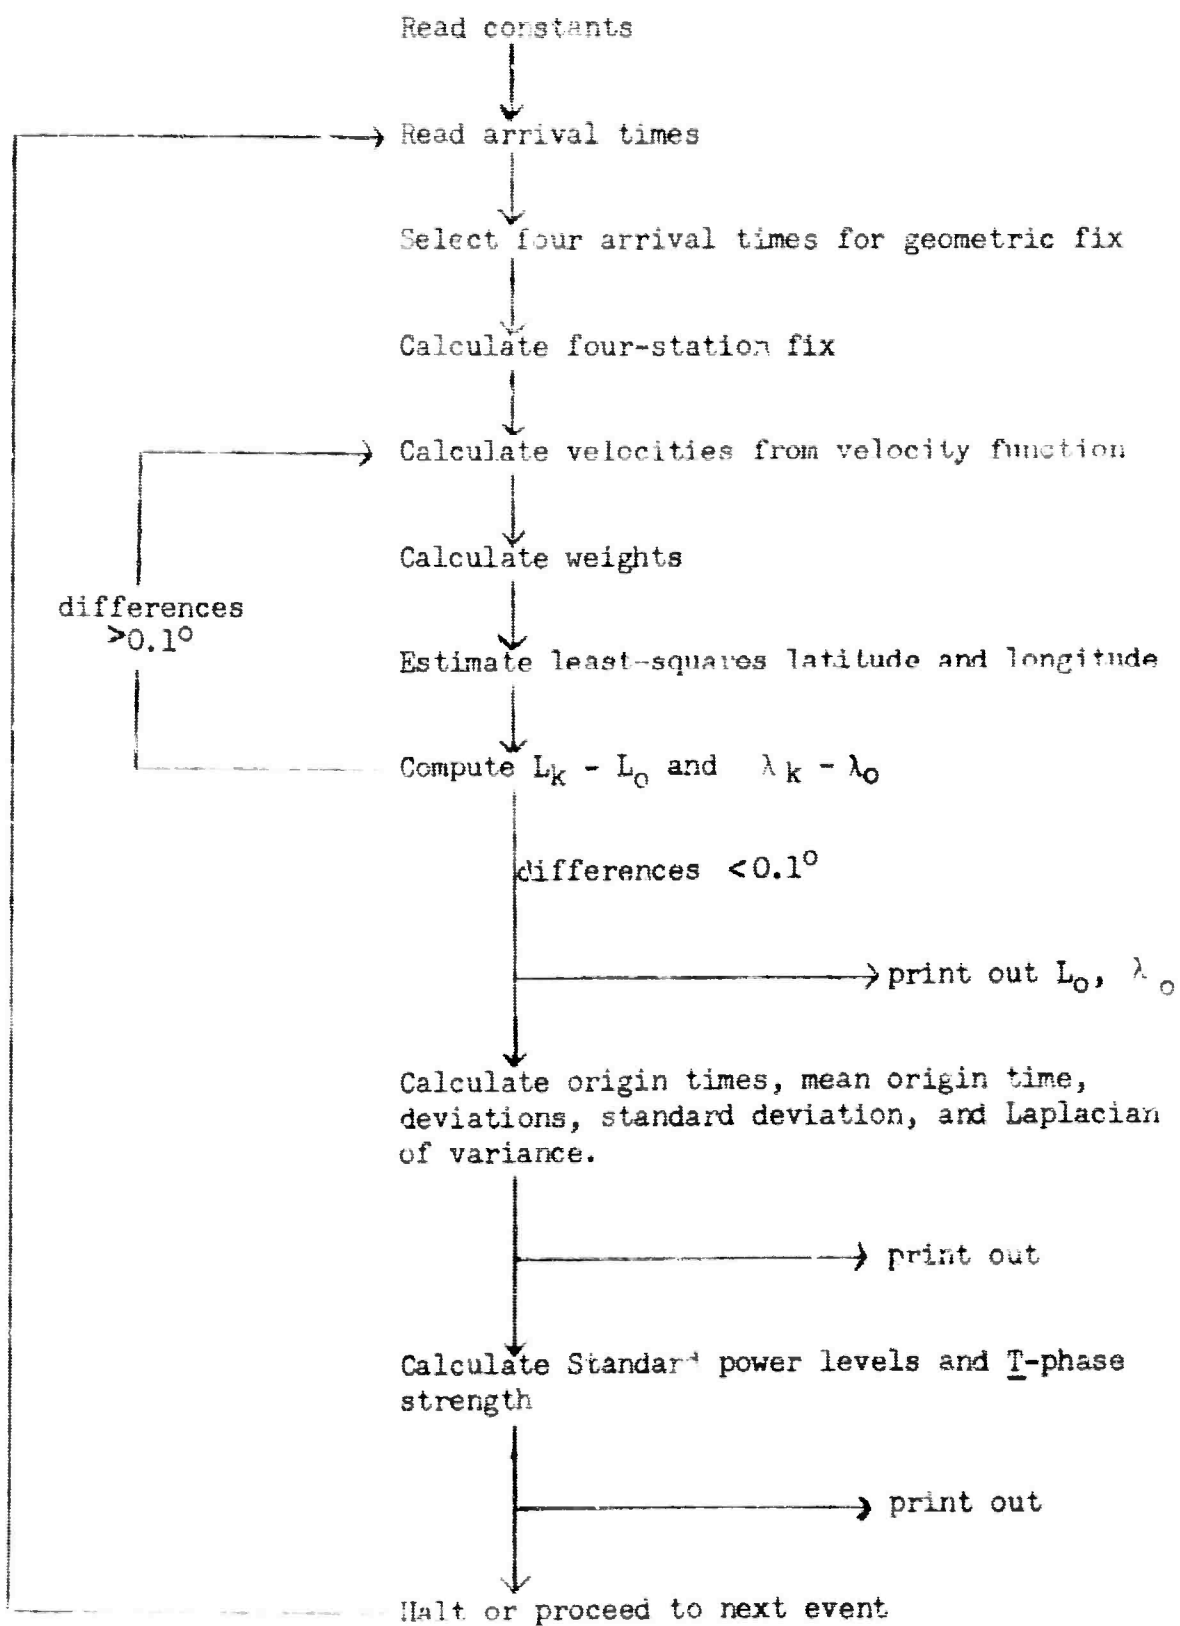 Read constants
Read arrival times
Select four arrival times for geometric fix
Calculate four-station fix
Calculate velocities from velocity function
Calculate weights
differences
>0.1°
Estimate least-squares latitude and longitude
Compute Lk - Lo and λk - λo
differences <0.1°
print out Lo, λo
Calculate origin times, mean origin time,
deviations, standard deviation, and Laplacian
of variance.
print out
Calculate Standard power levels and T-phase
strength
print out
Halt or proceed to next event